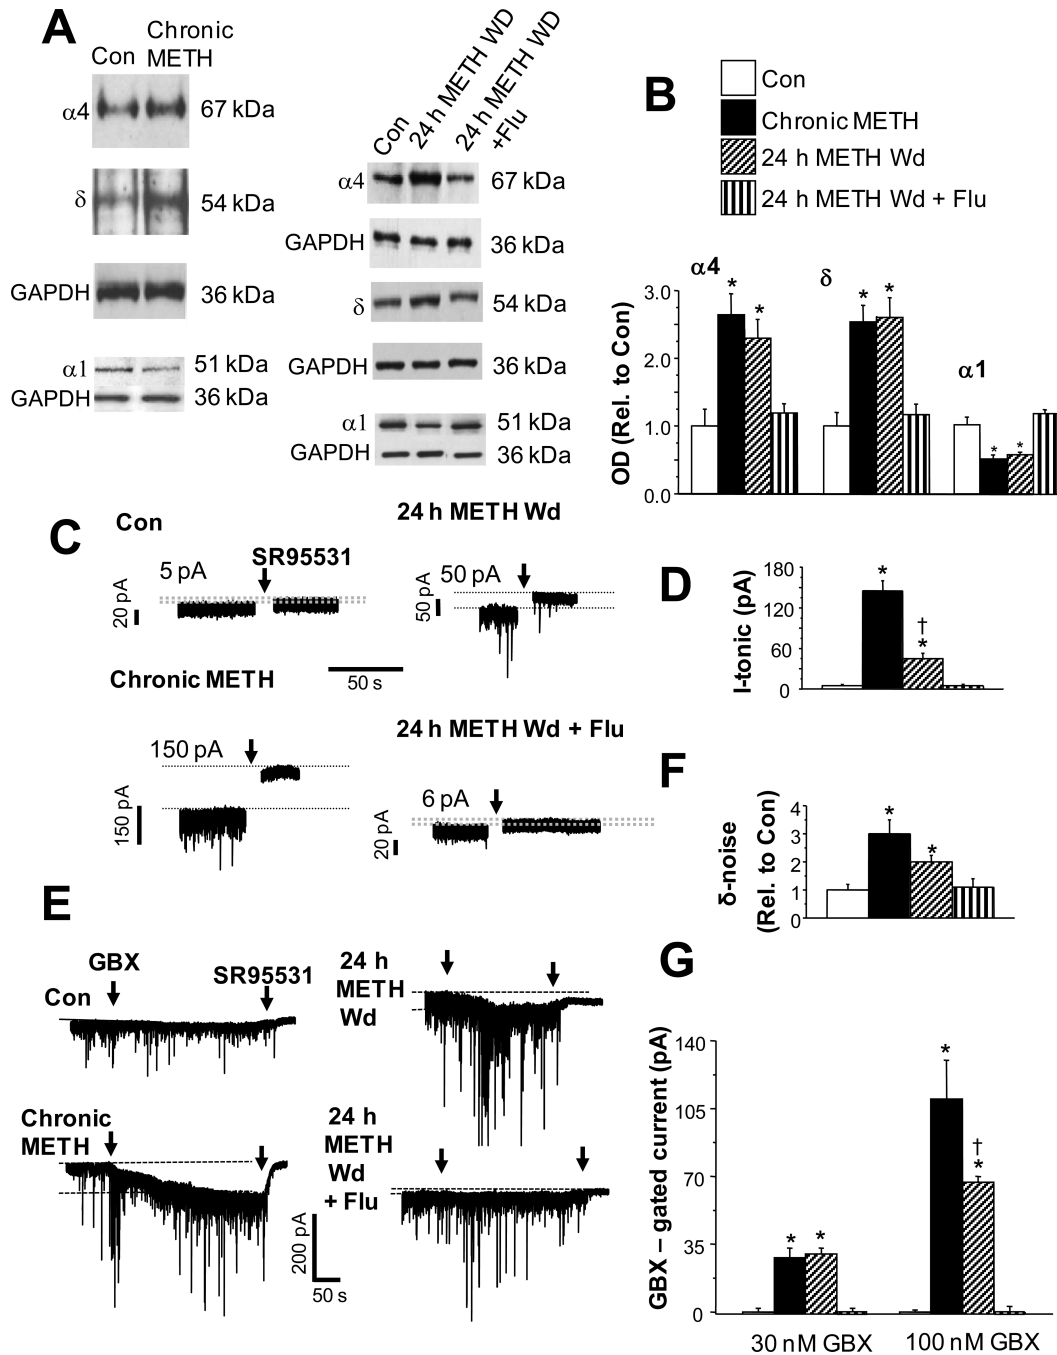 A
Con
Chronic
METH
α4
67 kDa
δ
54 kDa
GAPDH
36 kDa
α1
51 kDa
GAPDH
36 kDa
Con
24 h METH WD
24 h METH WD
+Flu
α4
67 kDa
GAPDH
36 kDa
δ
54 kDa
GAPDH
36 kDa
α1
51 kDa
GAPDH
36 kDa
B
Con
Chronic METH
24 h METH Wd
24 h METH Wd + Flu
OD (Rel. to Con)
3.0
2.0
1.0
0.0
α4
* *
δ
* *
α1
* *
C
Con
5 pA
SR95531
20 pA
24 h METH Wd
50 pA
50 pA
50 s
Chronic METH
150 pA
150 pA
24 h METH Wd + Flu
6 pA
20 pA
D
I-tonic (pA)
180
120
60
0
*
†
*
E
GBX
SR95531
Con
24 h
METH
Wd
Chronic
METH
24 h
METH
Wd
+ Flu
200 pA
50 s
F
δ-noise
(Rel. to Con)
4
3
2
1
0
* *
G
GBX – gated current (pA)
140
105
70
35
0
* *
*
†
*
30 nM GBX
100 nM GBX